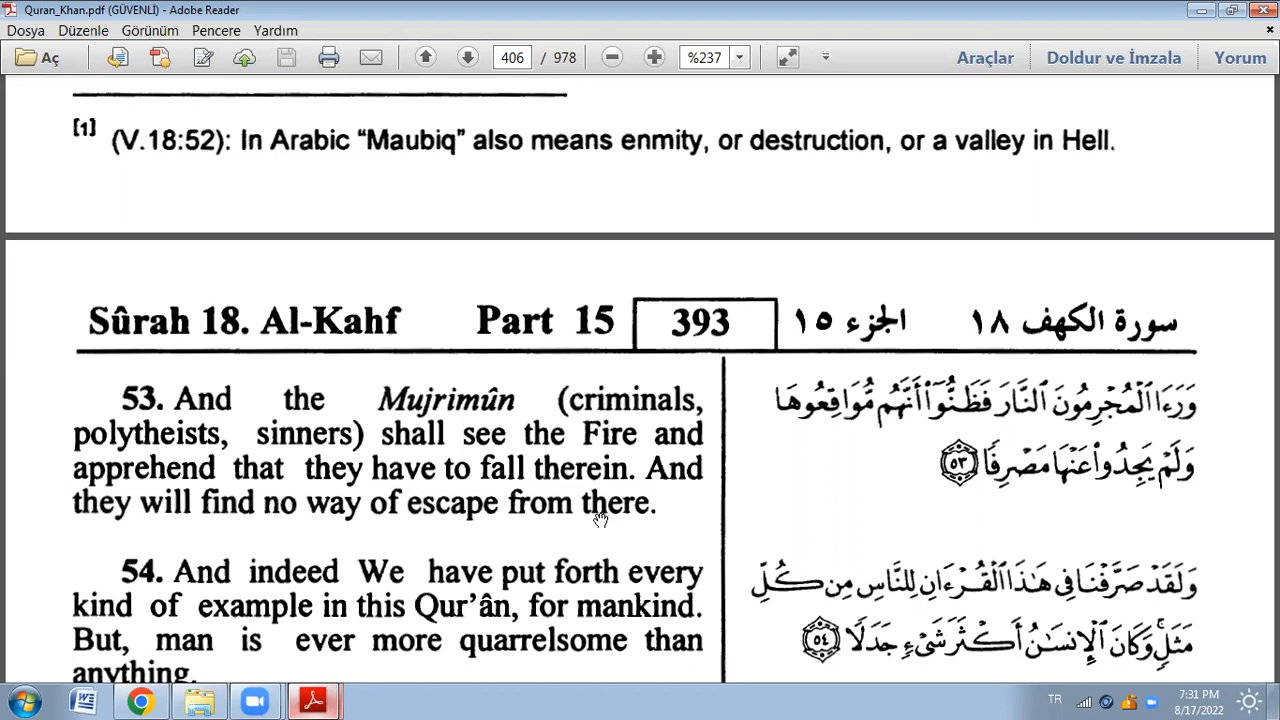 Quran_Khan.pdf (GÜVENLİ) - Adobe Reader
Dosya Düzenle Görünüm Pencere Yardım
Aç 406 / 978 %237 Araçlar Doldur ve İmzala Yorum
[1] (V.18:52): In Arabic “Maubiq” also means enmity, or destruction, or a valley in Hell.
Sûrah 18. Al-Kahf Part 15 393 الجزء ١٥ سورة الكهف ١٨
53. And the Mujrimûn (criminals,
polytheists, sinners) shall see the Fire and
apprehend that they have to fall therein. And
they will find no way of escape from there.
وَرَءَا ٱلْمُجْرِمُونَ ٱلنَّارَ فَظَنُّوٓا۟ أَنَّهُم مُّوَاقِعُوهَا
وَلَمْ يَجِدُوا۟ عَنْهَا مَصْرِفًا ٥٣
54. And indeed We have put forth every
kind of example in this Qur’ân, for mankind.
But, man is ever more quarrelsome than
anything.
وَلَقَدْ صَرَّفْنَا فِى هَـٰذَا ٱلْقُرْءَانِ لِلنَّاسِ مِن كُلِّ
مَثَلٍ ۚ وَكَانَ ٱلْإِنسَـٰنُ أَكْثَرَ شَىْءٍ جَدَلًا ٥٤
TR 7:31 PM
8/17/2022